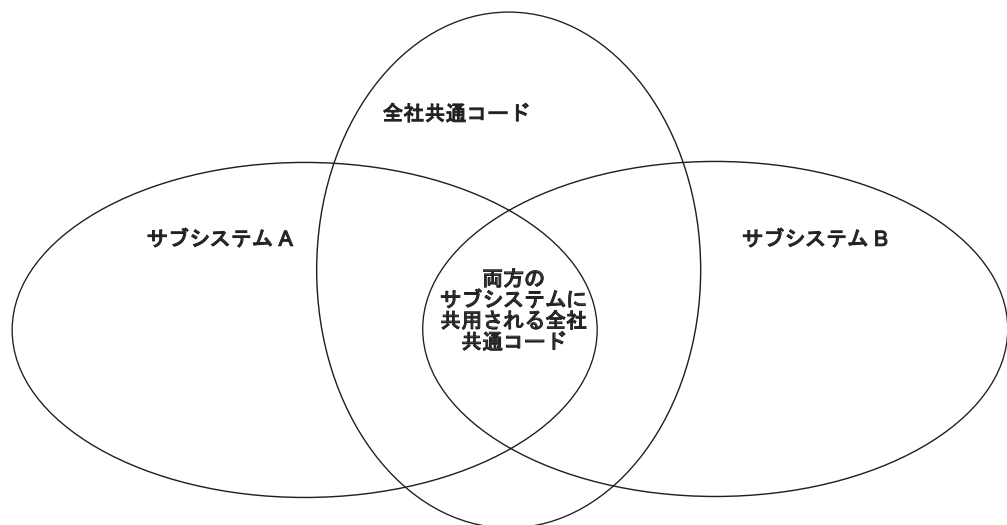 全社共通コード
サブシステム A
サブシステム B
両方の
サブシステムに
共用される全社
共通コード